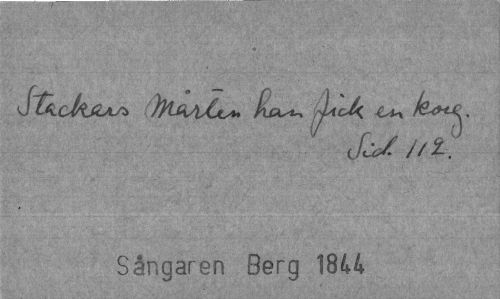 Stackars Mårten han fick en korg.
Sid. 112.
Sångaren Berg 1844